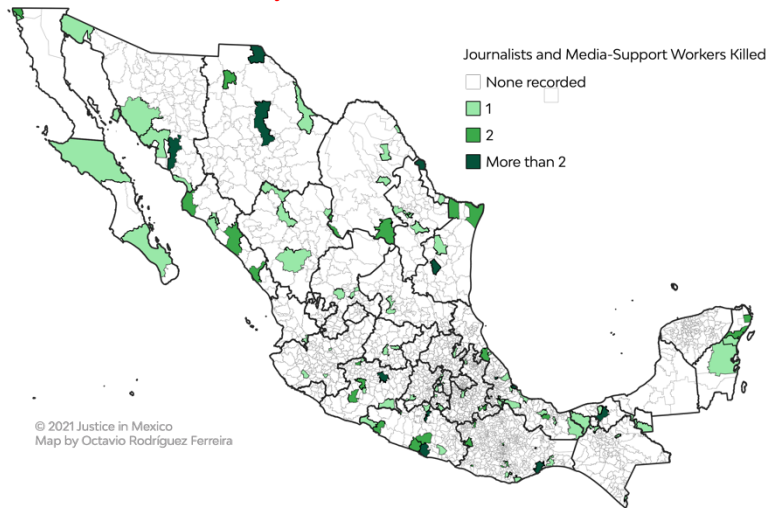 Journalists and Media-Support Workers Killed
None recorded
1
2
More than 2
© 2021 Justice in Mexico
Map by Octavio Rodríguez Ferreira